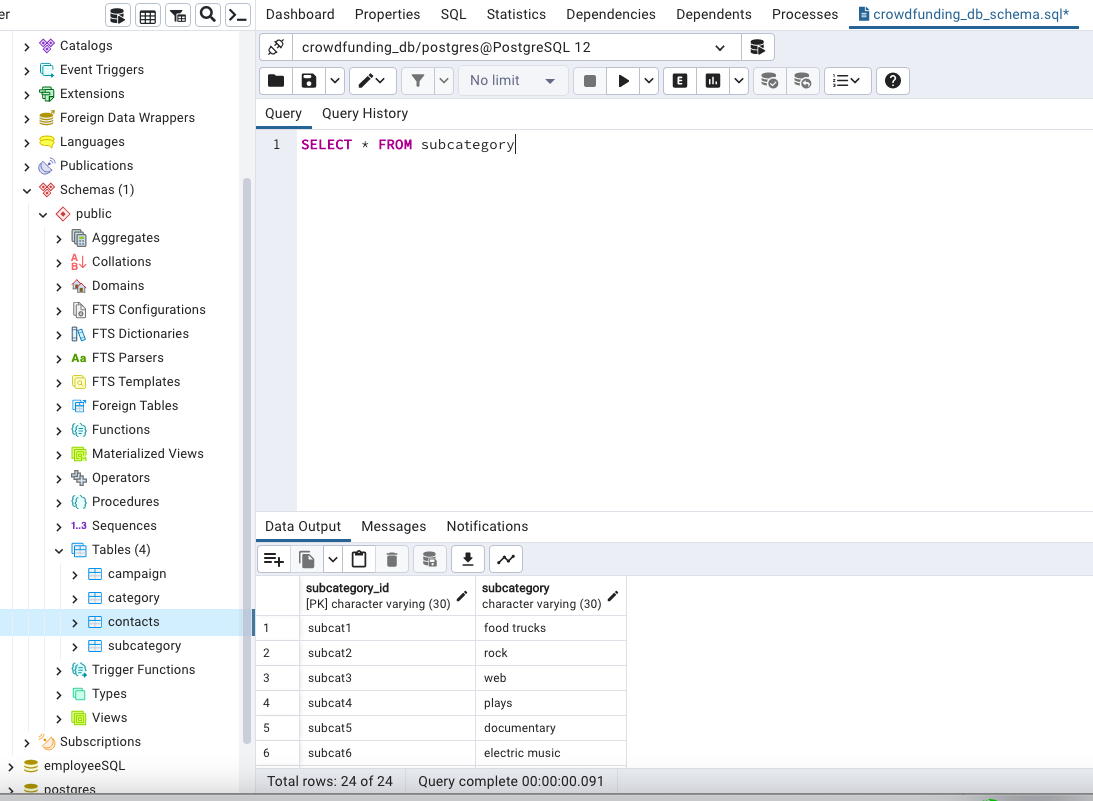 er
Dashboard Properties SQL Statistics Dependencies Dependents Processes crowdfunding_db_schema.sql*
Catalogs
Event Triggers
Extensions
Foreign Data Wrappers
Languages
Publications
Schemas (1)
public
Aggregates
Collations
Domains
FTS Configurations
FTS Dictionaries
Aa FTS Parsers
FTS Templates
Foreign Tables
Functions
Materialized Views
Operators
Procedures
1..3 Sequences
Tables (4)
campaign
category
contacts
subcategory
Trigger Functions
Types
Views
Subscriptions
employeeSQL
postgres
crowdfunding_db/postgres@PostgreSQL 12
No limit
E
Query Query History
1 SELECT * FROM subcategory
Data Output Messages Notifications
subcategory_id subcategory
[PK] character varying (30) character varying (30)
1 subcat1 food trucks
2 subcat2 rock
3 subcat3 web
4 subcat4 plays
5 subcat5 documentary
6 subcat6 electric music
Total rows: 24 of 24 Query complete 00:00:00.091